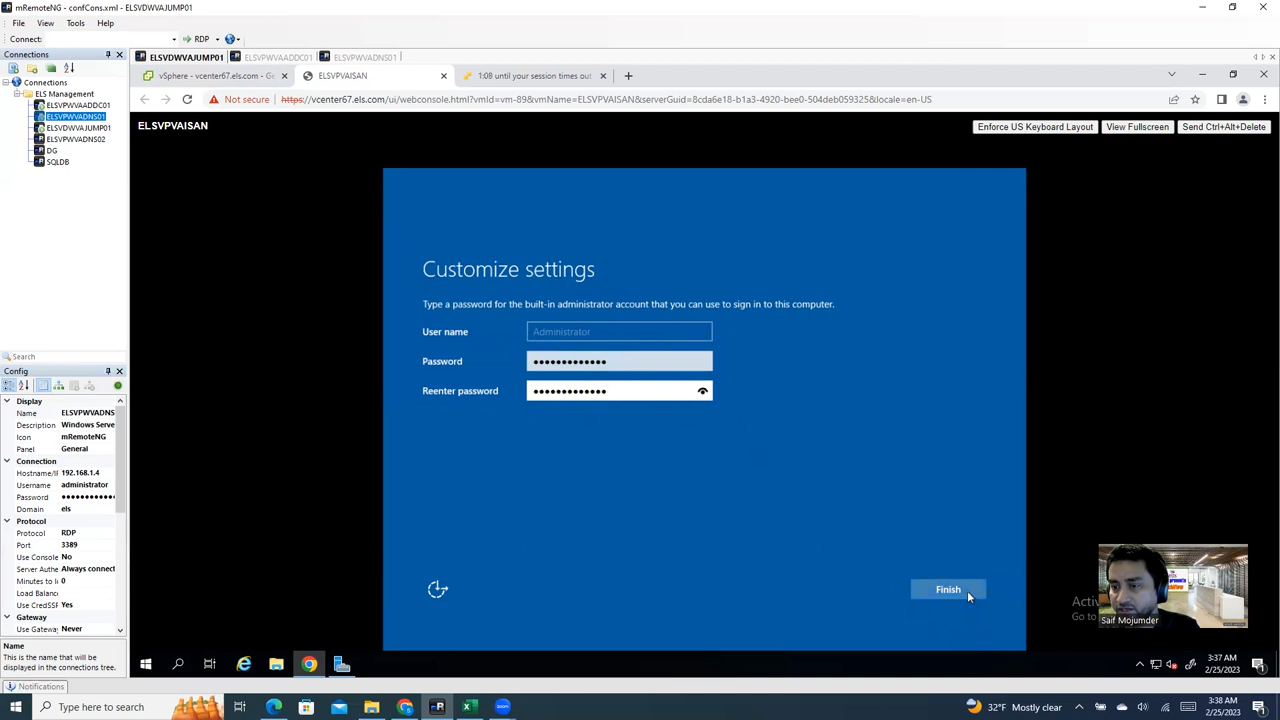 mRemoteNG - confCons.xml - ELSVDWVAJUMP01
File View Tools Help
Connect: RDP
Connections
ELSVDWVAJUMP01 ELSVPWVAADDC01 ELSVPWVADNS01
vSphere - vcenter67.els.com - Ge
ELSVPVAISAN
1:08 until your session times out
Not secure https://vcenter67.els.com/ui/webconsole.html?vmId=vm-89&vmName=ELSVPVAISAN&serverGuid=8cda6e18-b1a3-4920-bee0-504deb059325&locale=en-US
ELSVPVAISAN
Enforce US Keyboard Layout
View Fullscreen
Send Ctrl+Alt+Delete
Connections
ELS Management
ELSVPWVAADDC01
ELSVPWVADNS01
ELSVDWVAJUMP01
ELSVPWVADNS02
DG
SQLDB
Search
Config
Display
Name ELSVPWVADNS
Description Windows Serve
Icon mRemoteNG
Panel General
Connection
Hostname/IP 192.168.1.4
Username administrator
Password ●●●●●●●●●●●●
Domain els
Protocol
Protocol RDP
Port 3389
Use Console No
Server Authe Always connect
Minutes to I 0
Load Balanc
Use CredSSP Yes
Gateway
Use Gatewa Never
Name
This is the name that will be
displayed in the connections tree.
Notifications
Customize settings
Type a password for the built-in administrator account that you can use to sign in to this computer.
User name Administrator
Password ●●●●●●●●●●●●●
Reenter password ●●●●●●●●●●●●●
Finish
Activ
Go to
Saif Mojumder
3:37 AM
2/25/2023
Type here to search
32°F Mostly clear
3:38 AM
2/25/2023